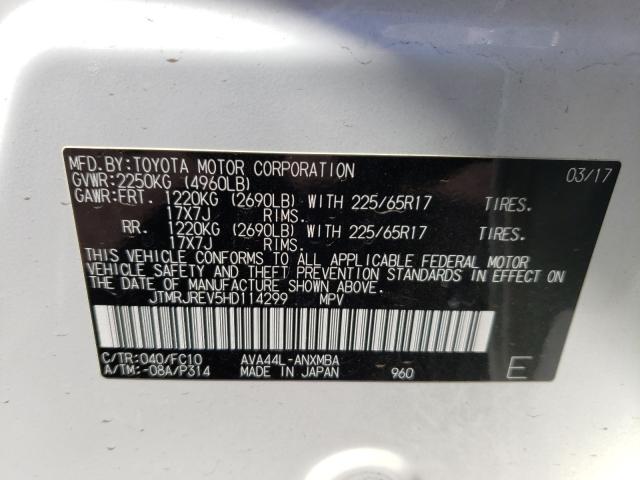 MFD.BY:TOYOTA MOTOR CORPORATION 03/17
GVWR:2250KG (4960LB)
GAWR:FRT. 1220KG (2690LB) WITH 225/65R17 TIRES.
17X7J RIMS.
RR. 1220KG (2690LB) WITH 225/65R17 TIRES.
17X7J RIMS.
THIS VEHICLE CONFORMS TO ALL APPLICABLE FEDERAL MOTOR
VEHICLE SAFETY AND THEFT PREVENTION STANDARDS IN EFFECT ON
THE DATE OF MANUFACTURE SHOWN ABOVE.
JTMRJREV5HD114299 MPV
C/TR:040/FC10 AVA44L-ANXMBA
A/TM:-08A/P314 MADE IN JAPAN 960 E